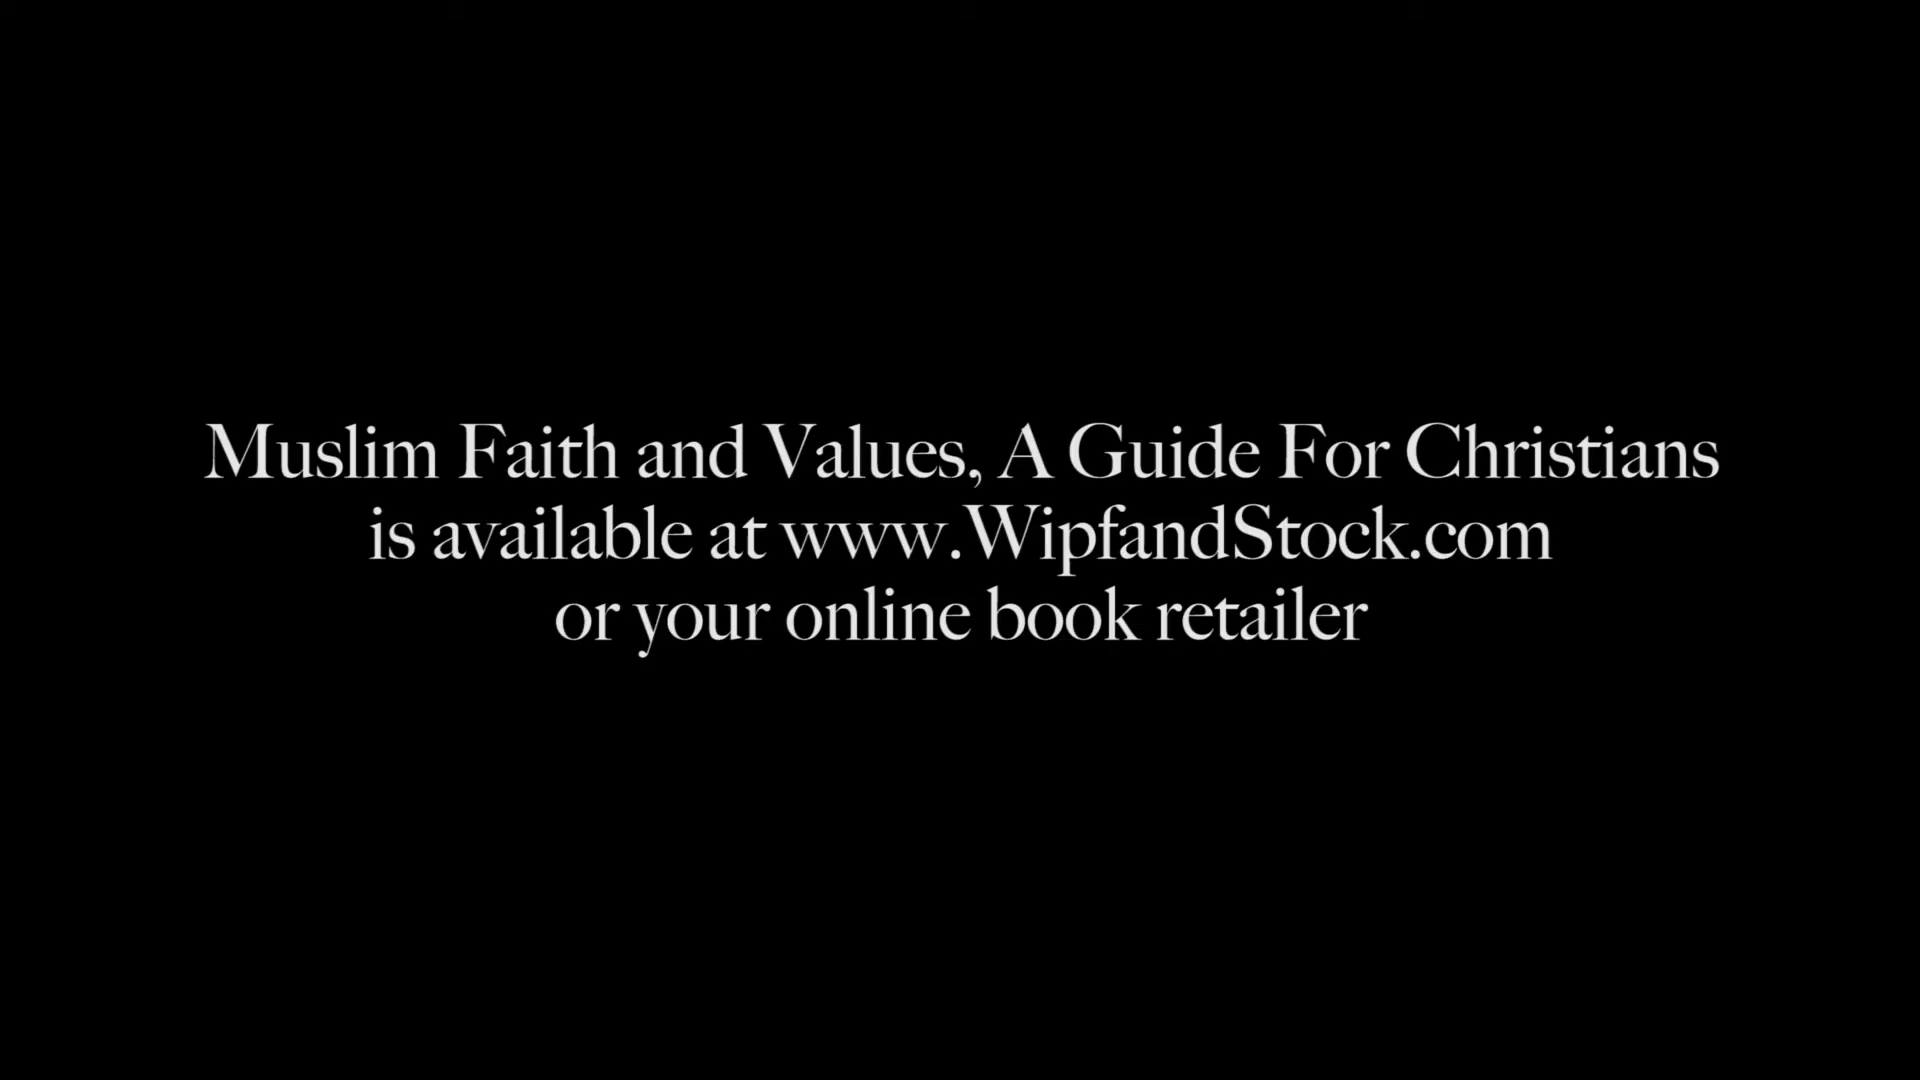 Muslim Faith and Values, A Guide For Christians
is available at www.WipfandStock.com
or your online book retailer